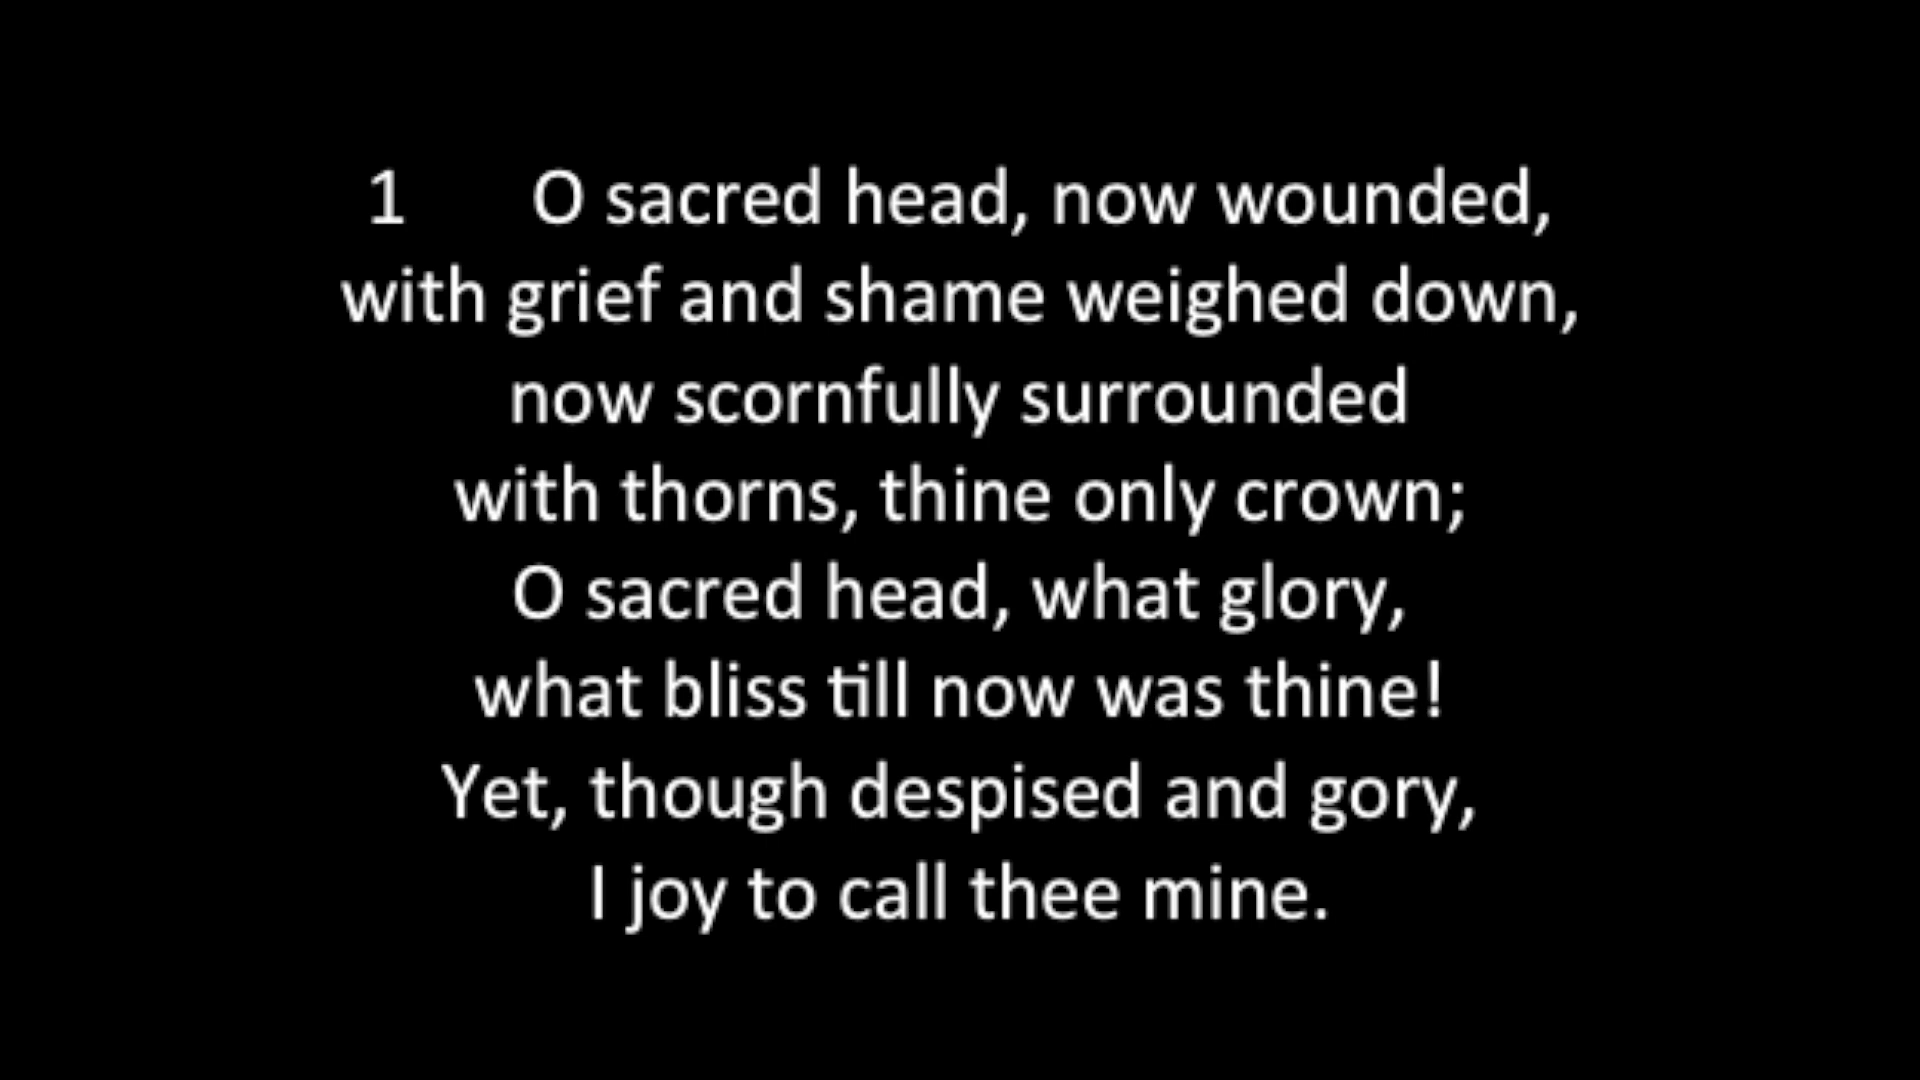 1 O sacred head, now wounded,
with grief and shame weighed down,
now scornfully surrounded
with thorns, thine only crown;
O sacred head, what glory,
what bliss till now was thine!
Yet, though despised and gory,
I joy to call thee mine.